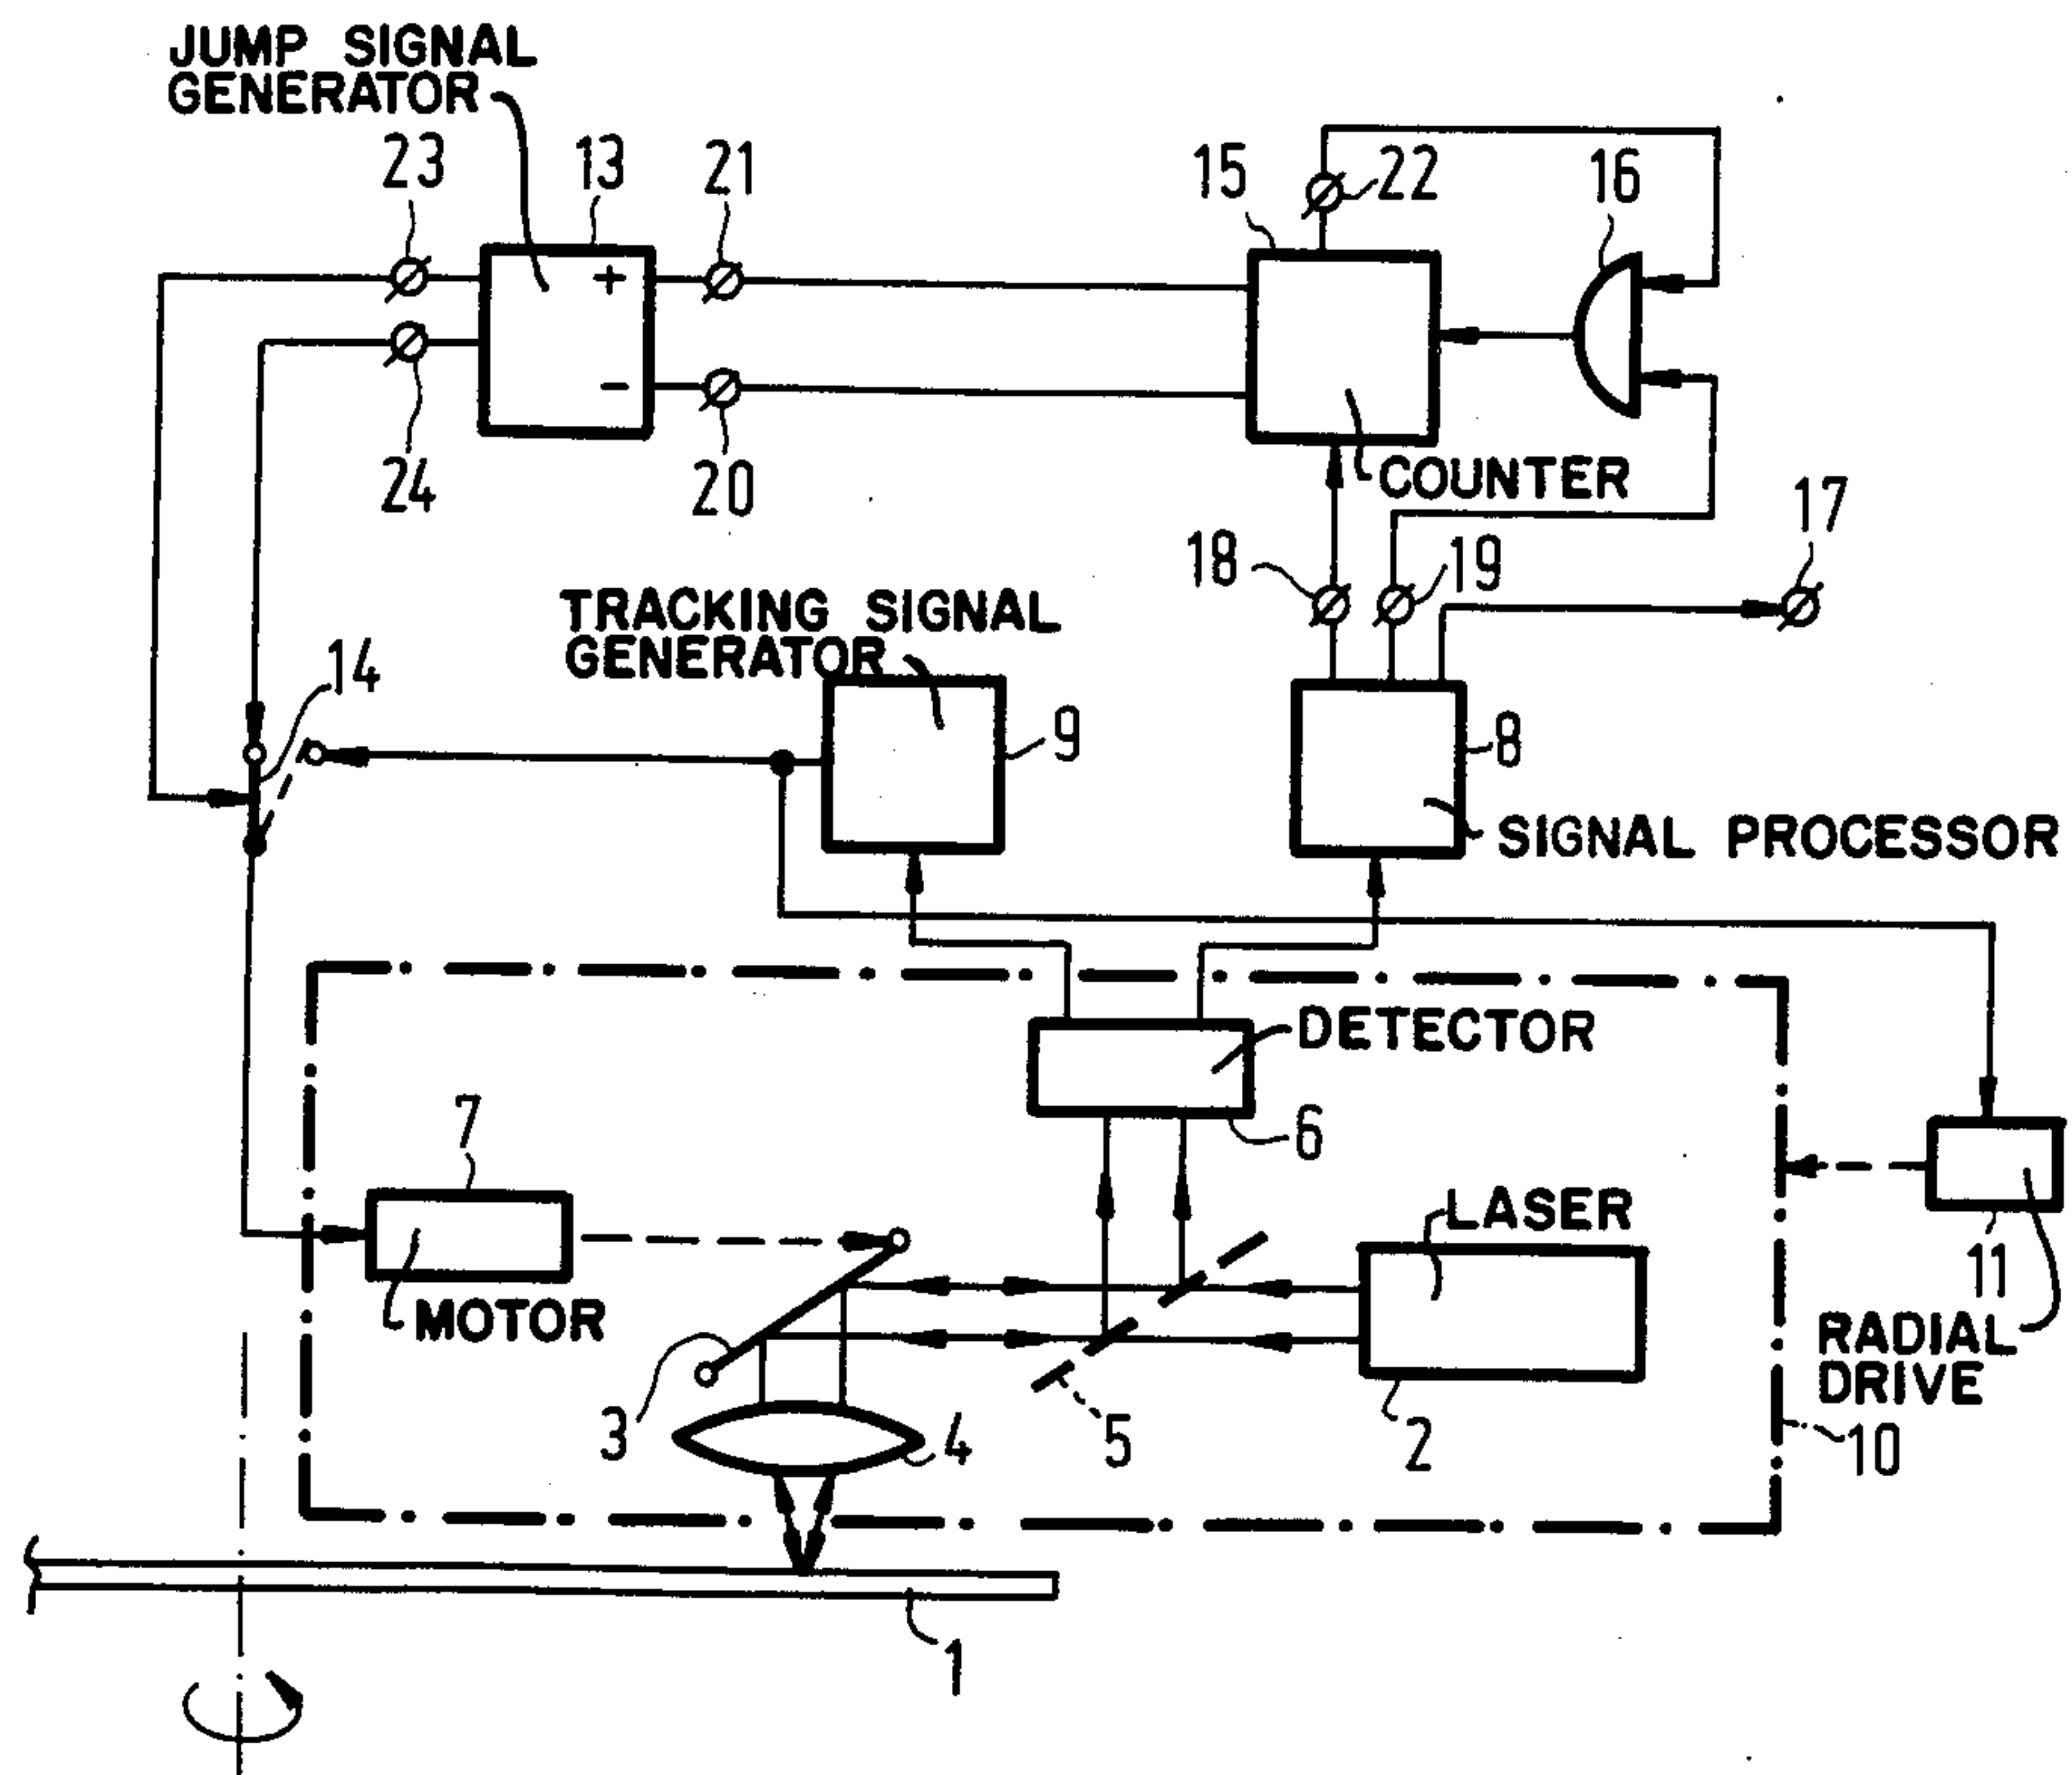 JUMP SIGNAL
GENERATOR
23
13
21
15
22
16
+
-
24
20
COUNTER
17
18
19
TRACKING SIGNAL
GENERATOR
14
9
8
SIGNAL PROCESSOR
DETECTOR
7
6
LASER
MOTOR
11
RADIAL
DRIVE
3
4
5
2
10
1